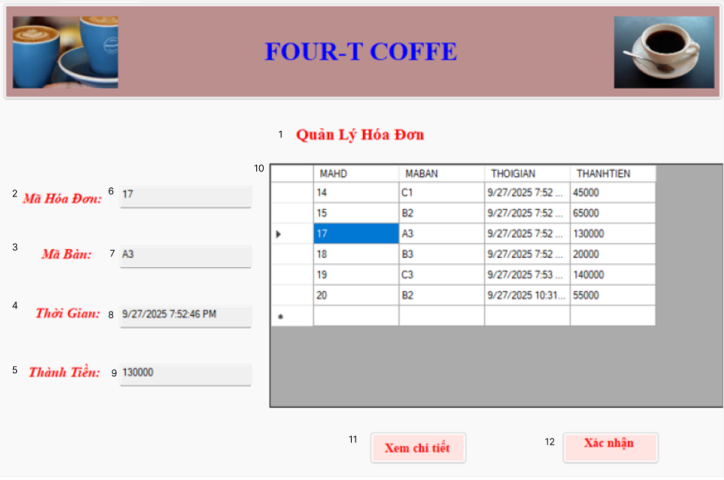 FOUR-T COFFE
1 Quản Lý Hóa Đơn
10
MAHD MABAN THOIGIAN THANHTIEN
14 C1 9/27/2025 7:52 ... 45000
15 B2 9/27/2025 7:52 ... 65000
17 A3 9/27/2025 7:52 ... 130000
18 B3 9/27/2025 7:52 ... 20000
19 C3 9/27/2025 7:53 ... 140000
20 B2 9/27/2025 10:31... 55000
2 Mã Hóa Đơn: 6 17
3 Mã Bàn: 7 A3
4 Thời Gian: 8 9/27/2025 7:52:46 PM
5 Thành Tiền: 9 130000
11 Xem chi tiết
12 Xác nhận